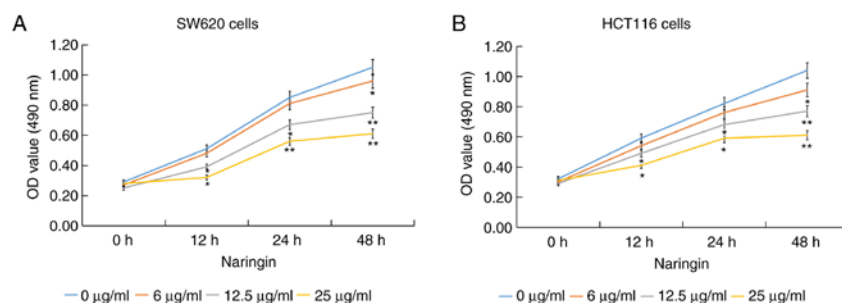 A
SW620 cells
1.20
1.00
0.80
0.60
0.40
0.20
0.00
OD value (490 nm)
* * * * ** * ** **
0 h 12 h 24 h 48 h
Naringin
0 µg/ml 6 µg/ml 12.5 µg/ml 25 µg/ml
B
HCT116 cells
1.20
1.00
0.80
0.60
0.40
0.20
0.00
OD value (490 nm)
* * * * * * ** **
0 h 12 h 24 h 48 h
Naringin
0 µg/ml 6 µg/ml 12.5 µg/ml 25 µg/ml